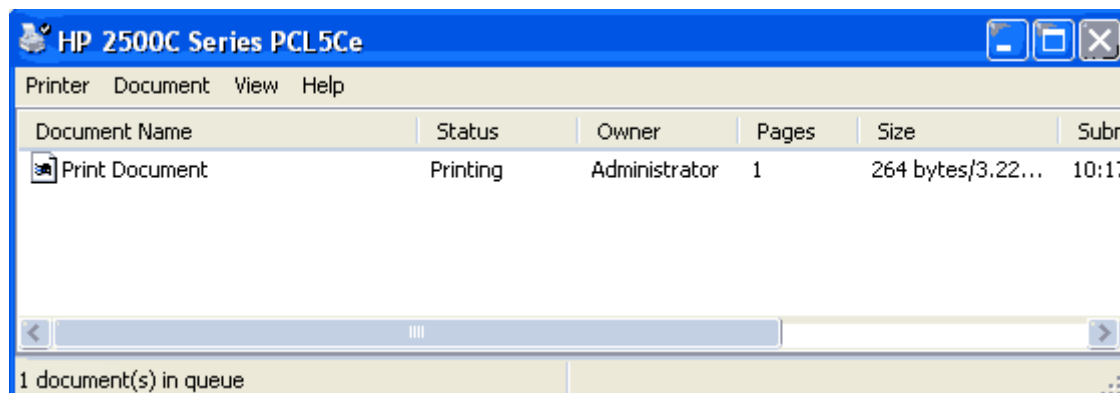 HP 2500C Series PCL5Ce
Printer Document View Help
Document Name Status Owner Pages Size
Print Document Printing Administrator 1 264 bytes/3.22...
1 document(s) in queue